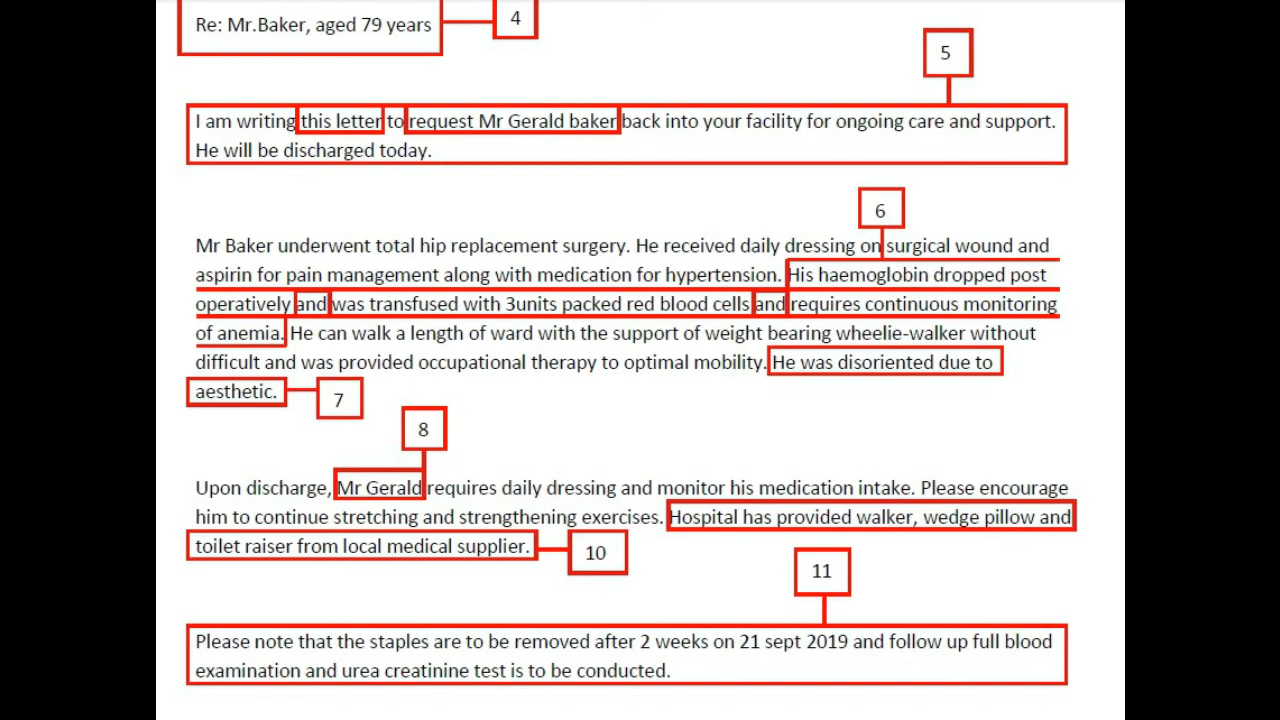 Re: Mr.Baker, aged 79 years
4
5
I am writing this letter to request Mr Gerald baker back into your facility for ongoing care and support.
He will be discharged today.
6
Mr Baker underwent total hip replacement surgery. He received daily dressing on surgical wound and
aspirin for pain management along with medication for hypertension. His haemoglobin dropped post
operatively and was transfused with 3units packed red blood cells and requires continuous monitoring
of anemia. He can walk a length of ward with the support of weight bearing wheelie-walker without
difficult and was provided occupational therapy to optimal mobility. He was disoriented due to
aesthetic.
7
8
Upon discharge, Mr Gerald requires daily dressing and monitor his medication intake. Please encourage
him to continue stretching and strengthening exercises. Hospital has provided walker, wedge pillow and
toilet raiser from local medical supplier.
10
11
Please note that the staples are to be removed after 2 weeks on 21 sept 2019 and follow up full blood
examination and urea creatinine test is to be conducted.